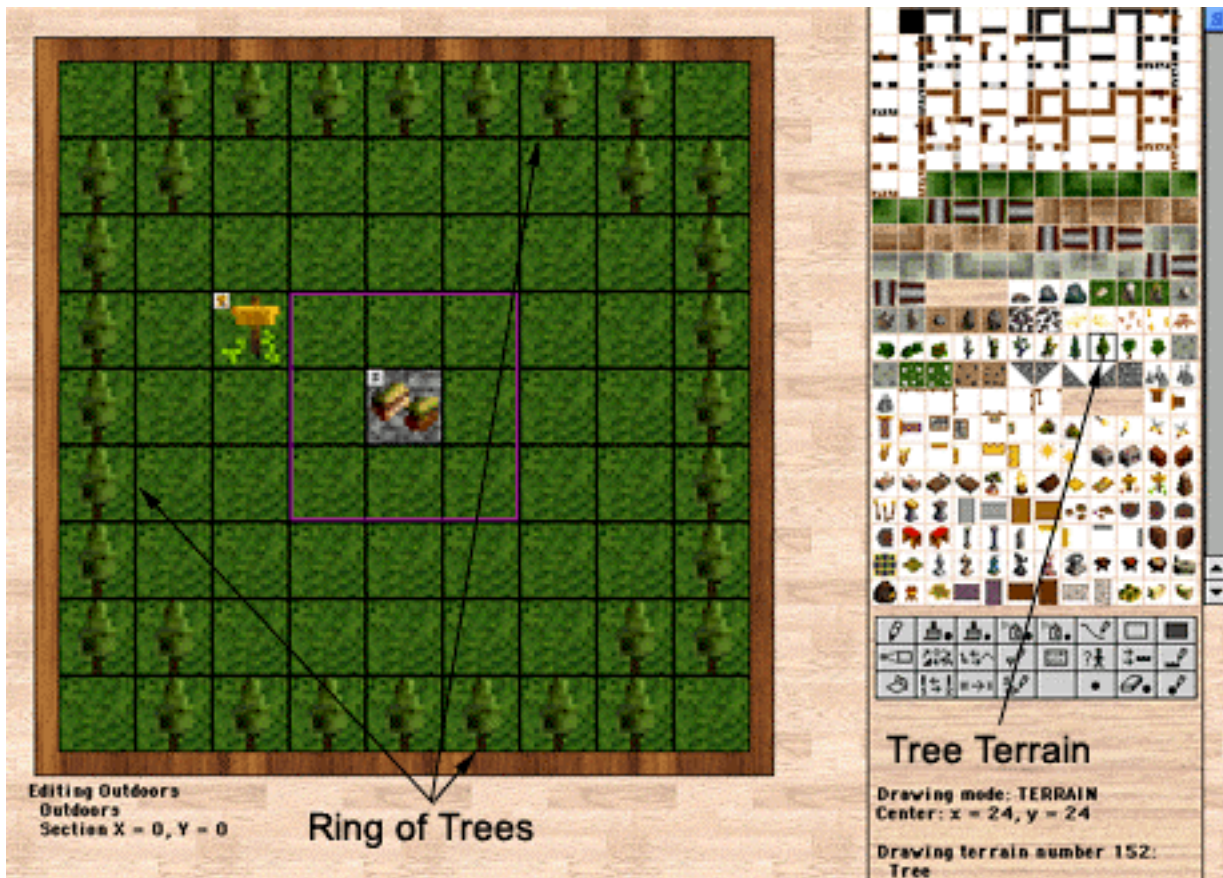 Editing Outdoors
Outdoors
Section X = 0, Y = 0
Ring of Trees
Tree Terrain
Drawing mode: TERRAIN
Center: x = 24, y = 24
Drawing terrain number 152:
Tree